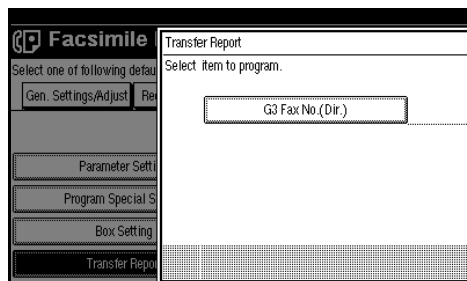 Facsimile
Select one of following defau
Gen. Settings/Adjust Re
Parameter Setti
Program Special S
Box Setting
Transfer Repo
Transfer Report
Select item to program.
G3 Fax No.(Dir.)